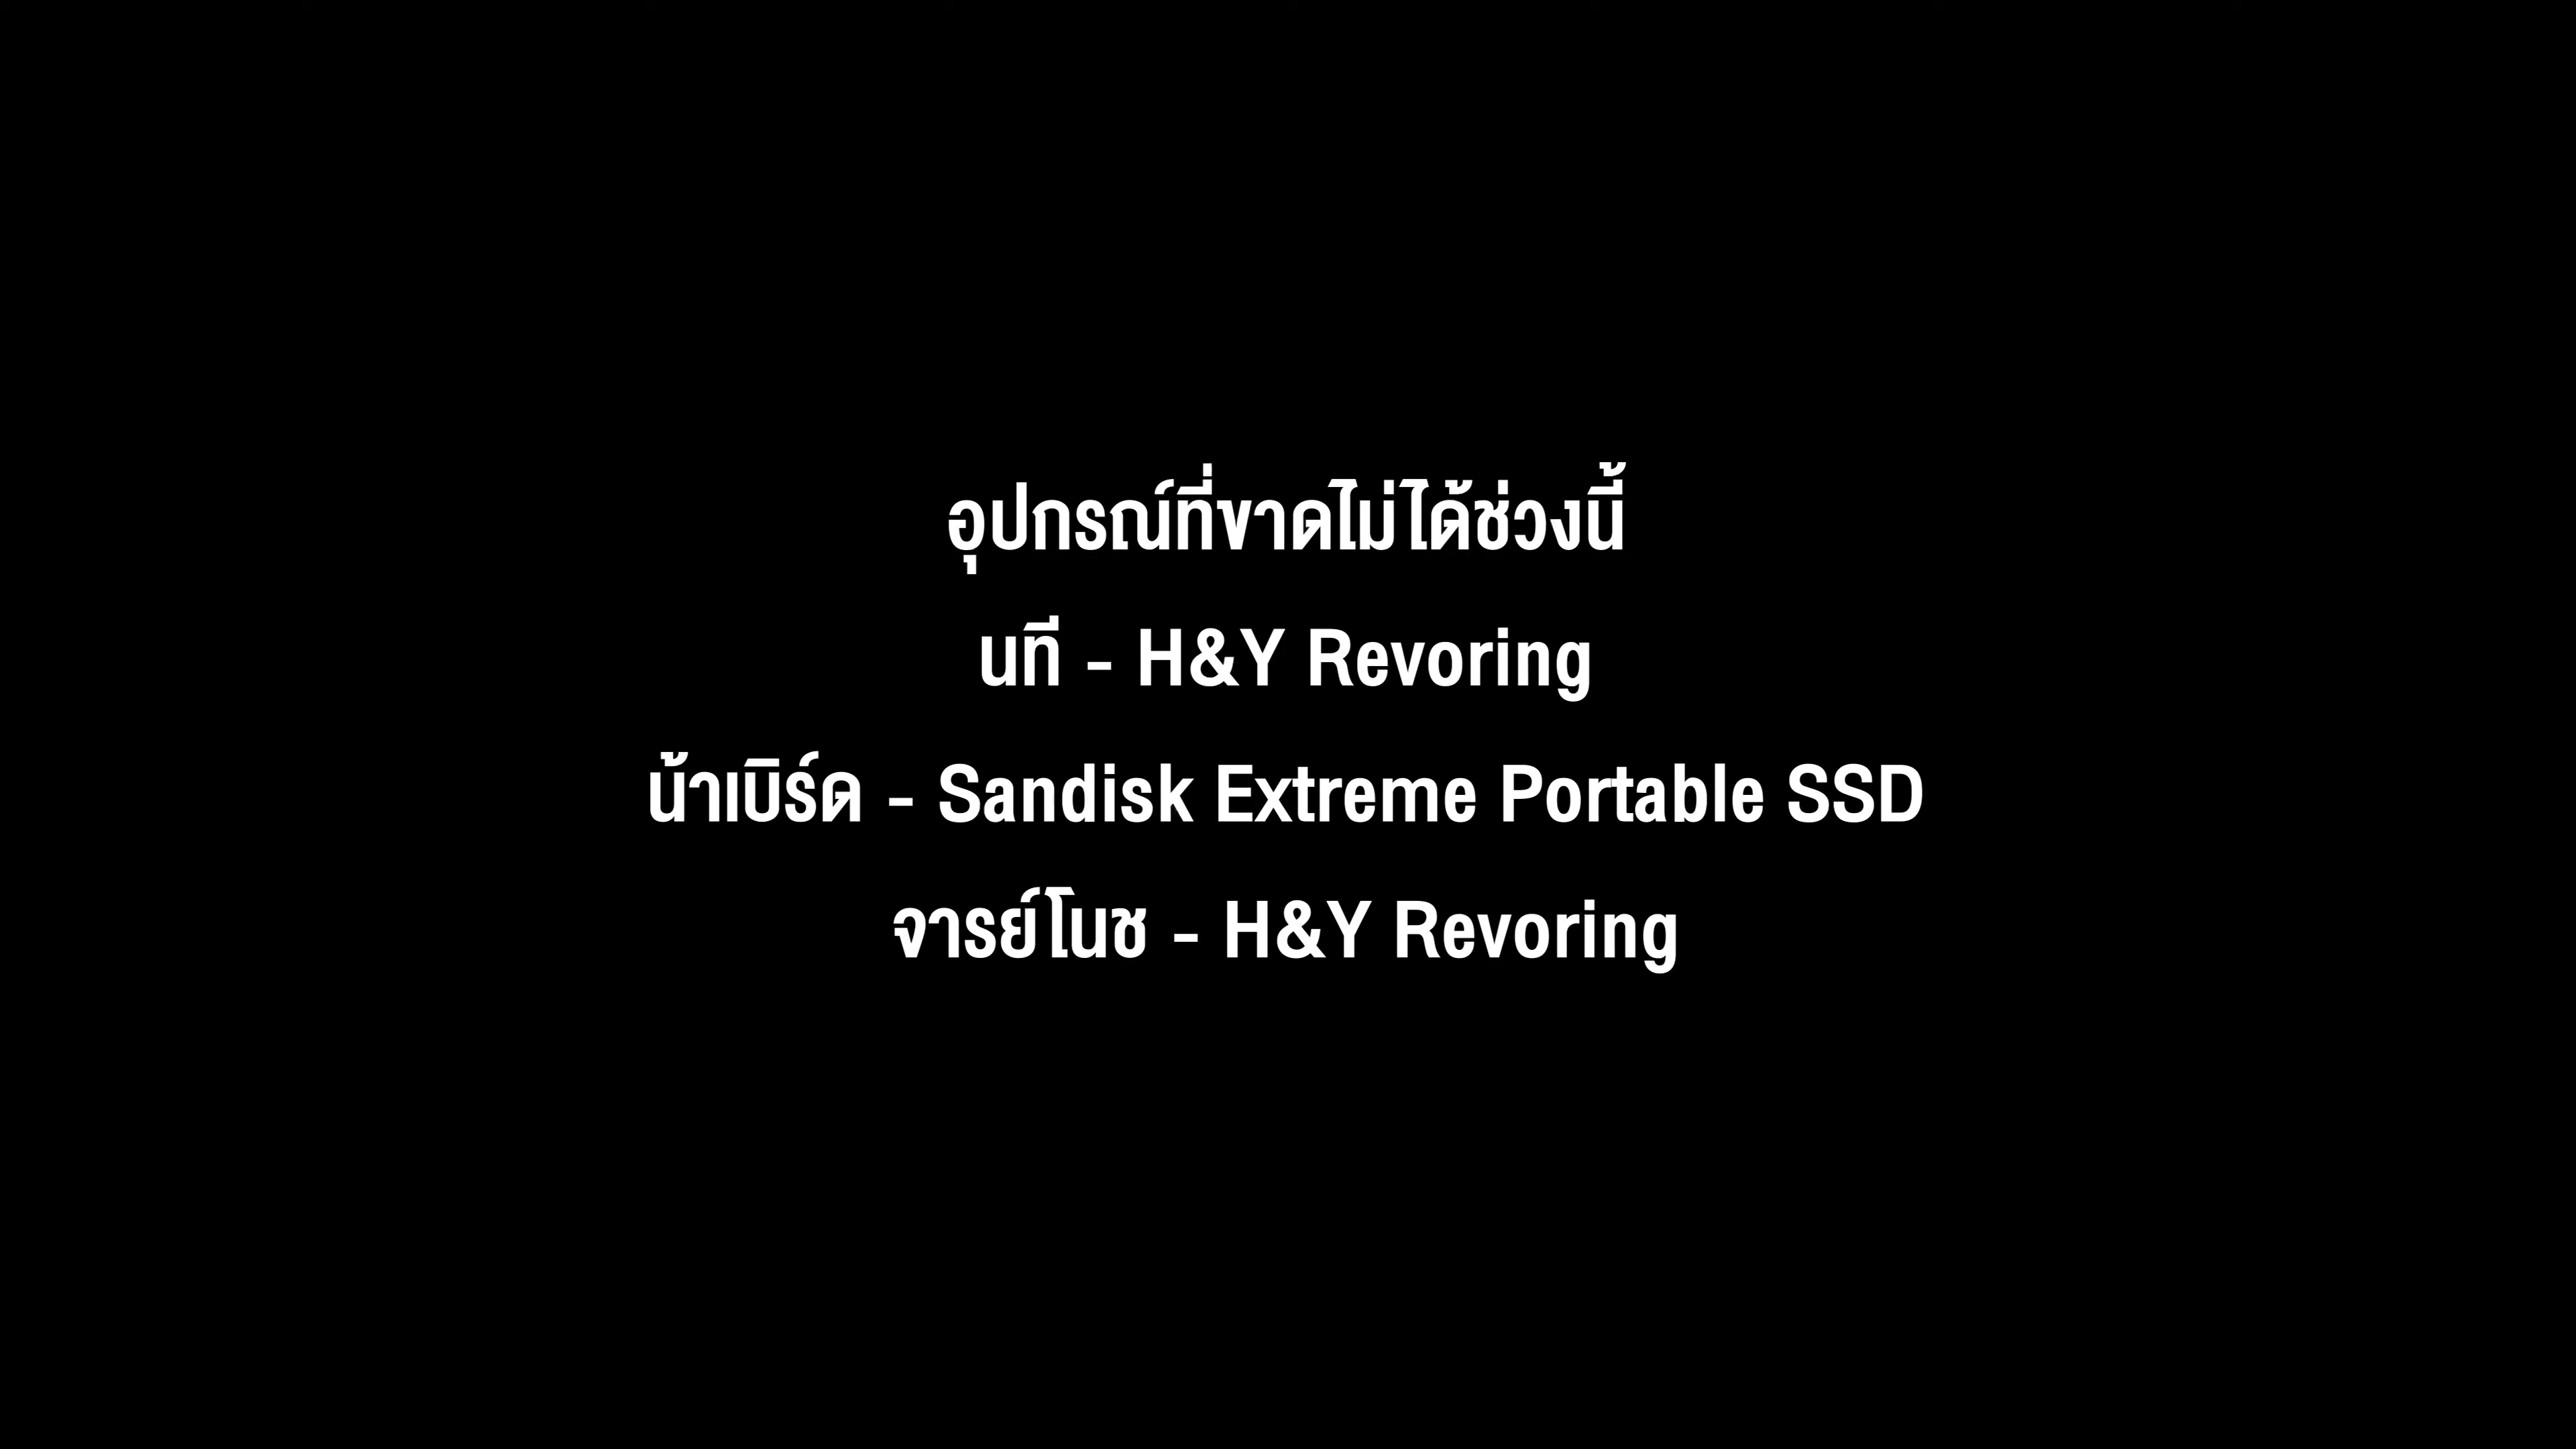 อุปกรณ์ที่ขาดไม่ได้ช่วงนี้
นที - H&Y Revoring
น้าเบิร์ด - Sandisk Extreme Portable SSD
จารย์โนช - H&Y Revoring